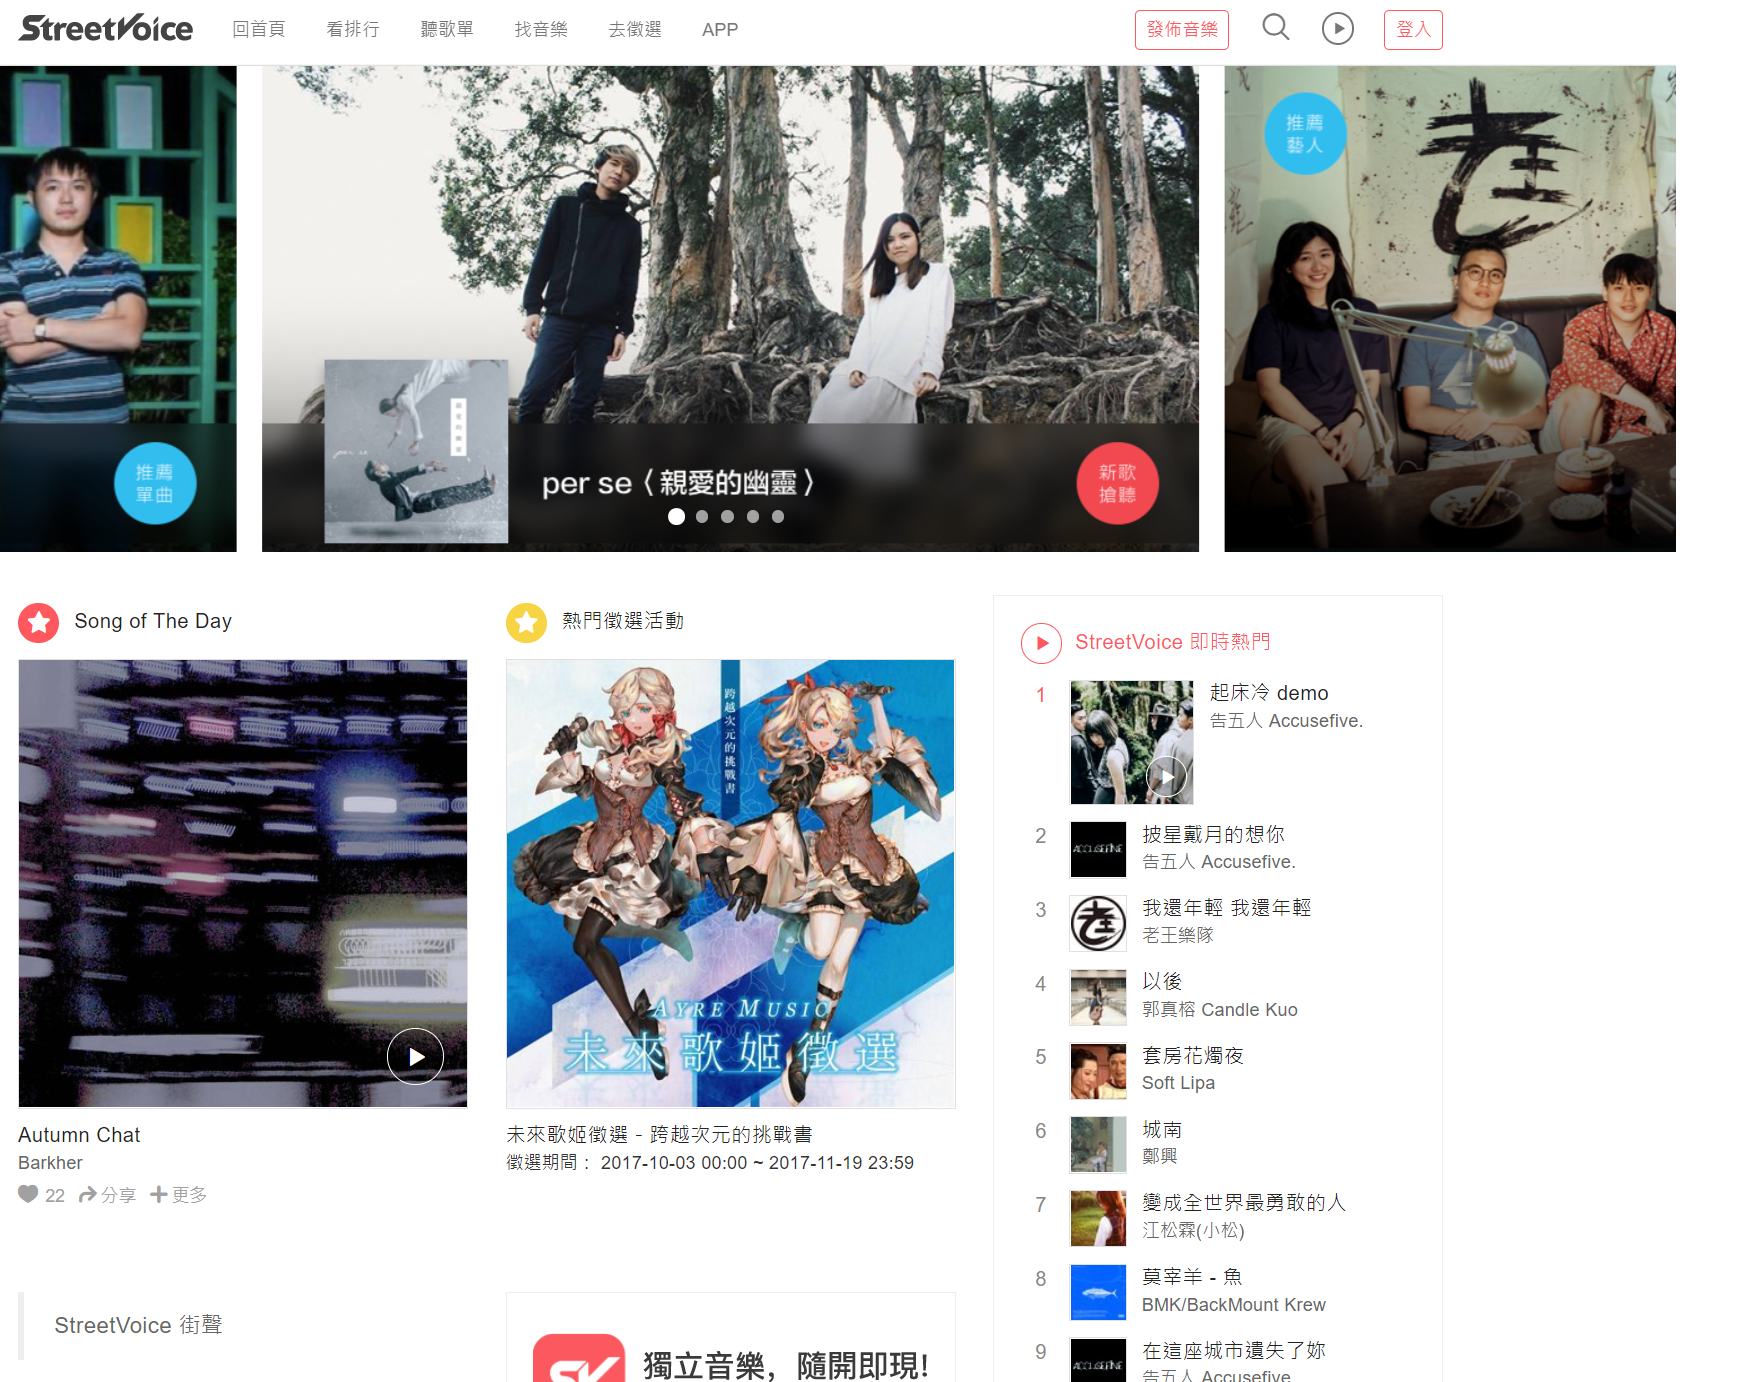 StreetVoice
回首頁
看排行
聽歌單
找音樂
去徵選
APP
發佈音樂
登入
推薦
單曲
per se〈親愛的幽靈〉
新歌
搶聽
推薦
藝人
老王
Song of The Day
Autumn Chat
Barkher
22
分享
更多
熱門徵選活動
跨越次元的挑戰書
AYRE MUSIC
未來歌姬徵選
未來歌姬徵選 - 跨越次元的挑戰書
徵選期間： 2017-10-03 00:00 ~ 2017-11-19 23:59
StreetVoice 即時熱門
1
起床冷 demo
告五人 Accusefive.
2
ACCUSEFIVE
披星戴月的想你
告五人 Accusefive.
3
我還年輕 我還年輕
老王樂隊
4
以後
郭真榕 Candle Kuo
5
套房花燭夜
Soft Lipa
6
城南
鄭興
7
變成全世界最勇敢的人
江松霖(小松)
8
莫宰羊 - 魚
BMK/BackMount Krew
9
ACCUSEFIVE
在這座城市遺失了妳
告五人 Accusefive
StreetVoice 街聲
獨立音樂，隨開即現!